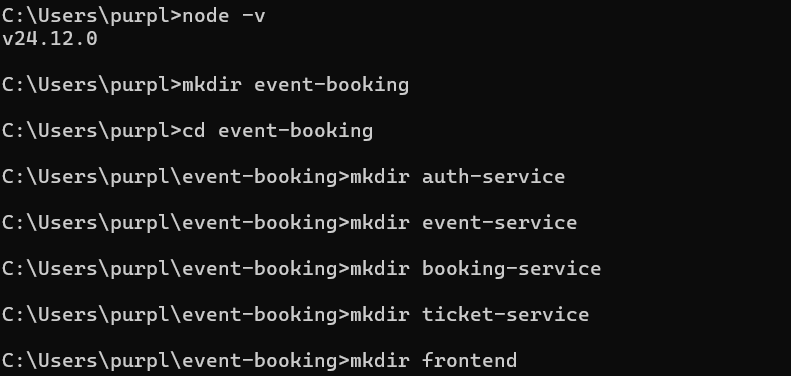 C:\Users\purpl>node -v
v24.12.0
C:\Users\purpl>mkdir event-booking
C:\Users\purpl>cd event-booking
C:\Users\purpl\event-booking>mkdir auth-service
C:\Users\purpl\event-booking>mkdir event-service
C:\Users\purpl\event-booking>mkdir booking-service
C:\Users\purpl\event-booking>mkdir ticket-service
C:\Users\purpl\event-booking>mkdir frontend